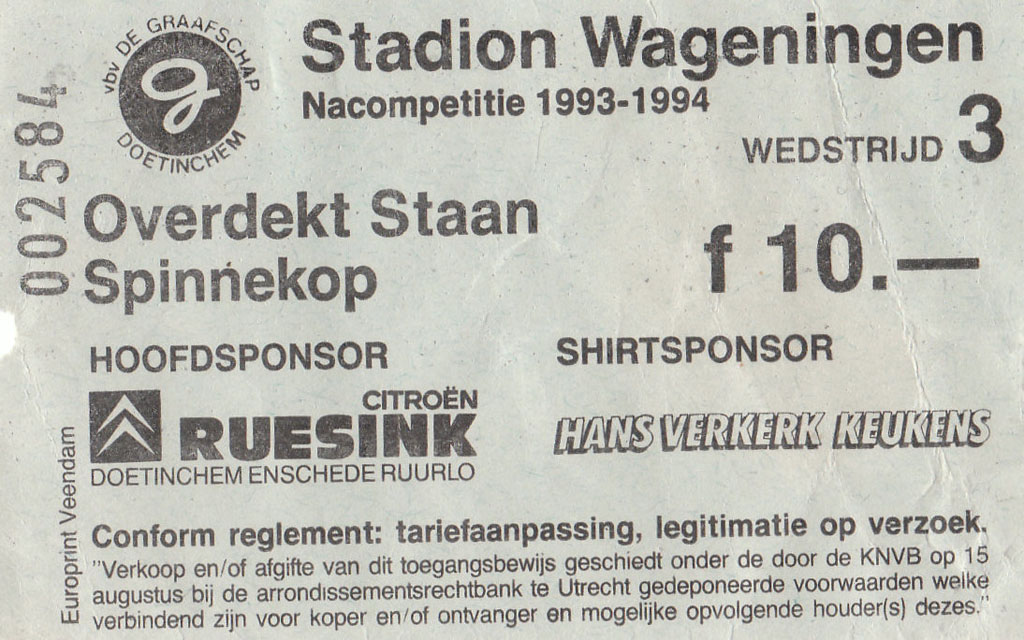 vbv DE GRAAFSCHAP
DOETINCHEM
g
002584
Stadion Wageningen
Nacompetitie 1993-1994
WEDSTRIJD 3
Overdekt Staan
Spinnekop
f 10.—
HOOFDSPONSOR
CITROËN
RUESINK
DOETINCHEM ENSCHEDE RUURLO
SHIRTSPONSOR
HANS VERKERK KEUKENS
Europrint Veendam
Conform reglement: tariefaanpassing, legitimatie op verzoek.
"Verkoop en/of afgifte van dit toegangsbewijs geschiedt onder de door de KNVB op 15
augustus bij de arrondissementsrechtbank te Utrecht gedeponeerde voorwaarden welke
verbindend zijn voor koper en/of ontvanger en mogelijke opvolgende houder(s) dezes."